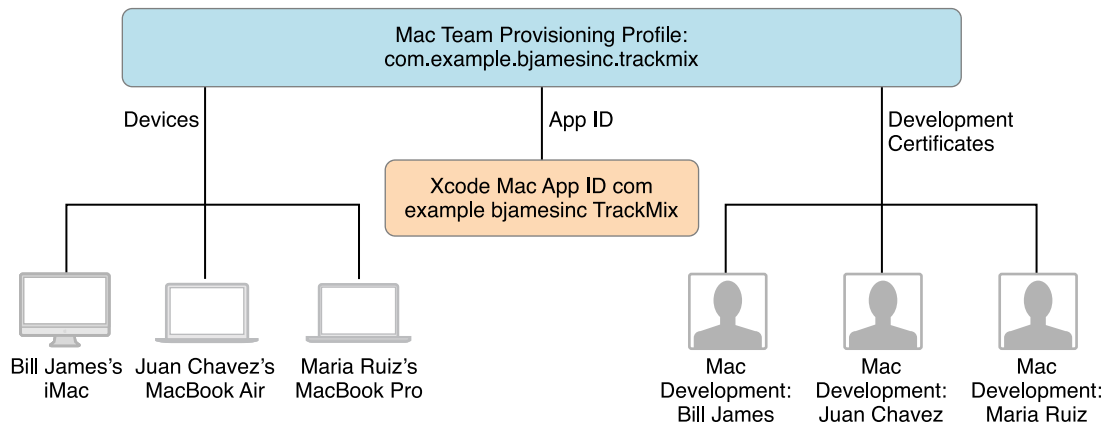 Mac Team Provisioning Profile:
com.example.bjamesinc.trackmix
Devices
App ID
Development
Certificates
Xcode Mac App ID com
example bjamesinc TrackMix
Bill James's
iMac
Juan Chavez's
MacBook Air
Maria Ruiz's
MacBook Pro
Mac
Development:
Bill James
Mac
Development:
Juan Chavez
Mac
Development:
Maria Ruiz